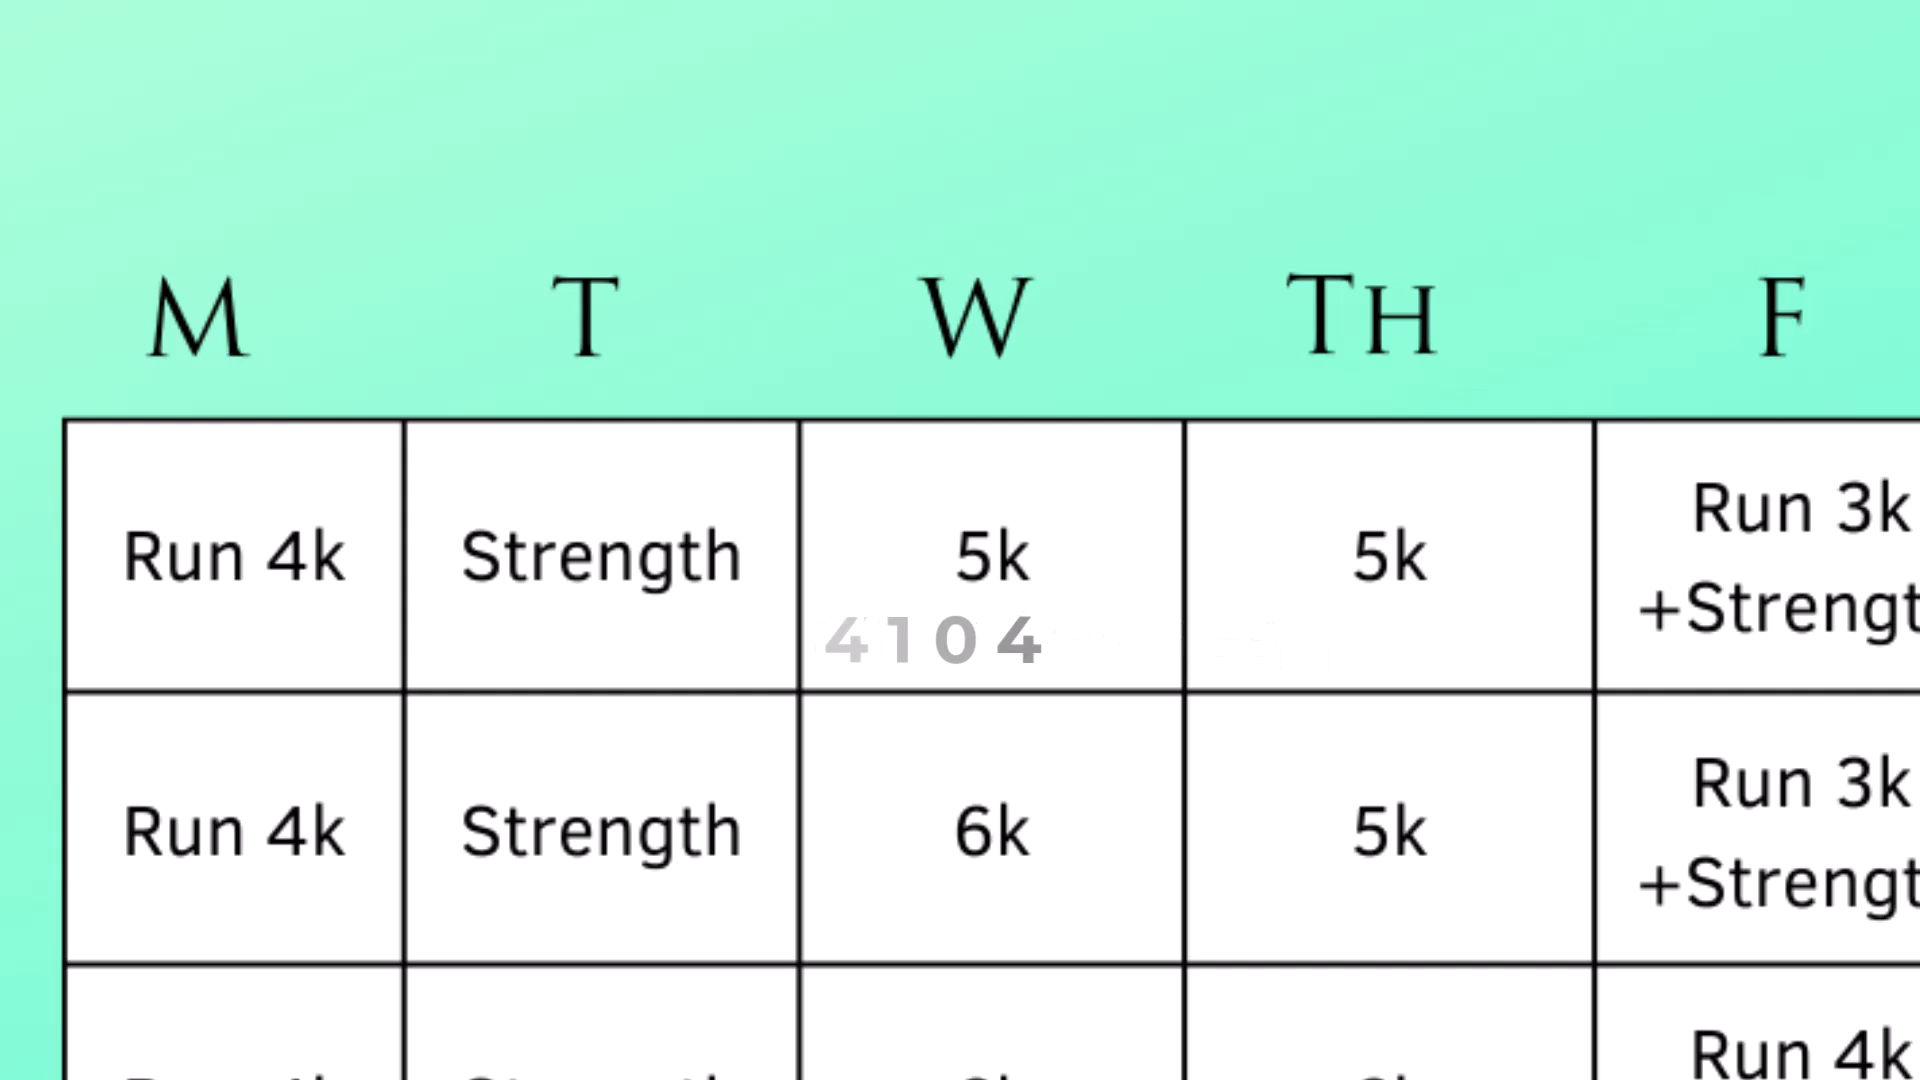 M T W TH F
Run 4k Strength 5k 5k Run 3k
+Strengt
4104
Run 4k Strength 6k 5k Run 3k
+Strengt
Run 4k